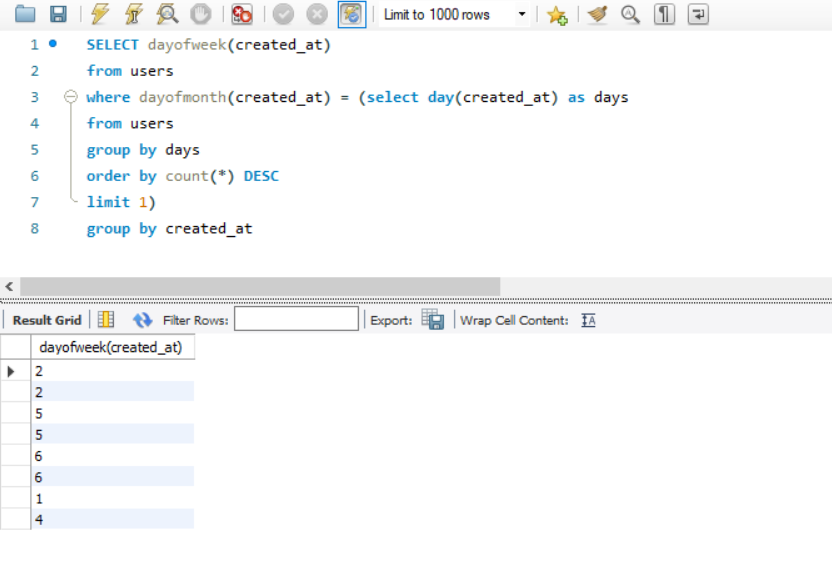 Limit to 1000 rows
1 SELECT dayofweek(created_at)
2 from users
3 where dayofmonth(created_at) = (select day(created_at) as days
4 from users
5 group by days
6 order by count(*) DESC
7 limit 1)
8 group by created_at
Result Grid Filter Rows: Export: Wrap Cell Content: IA
dayofweek(created_at)
2
2
5
5
6
6
1
4